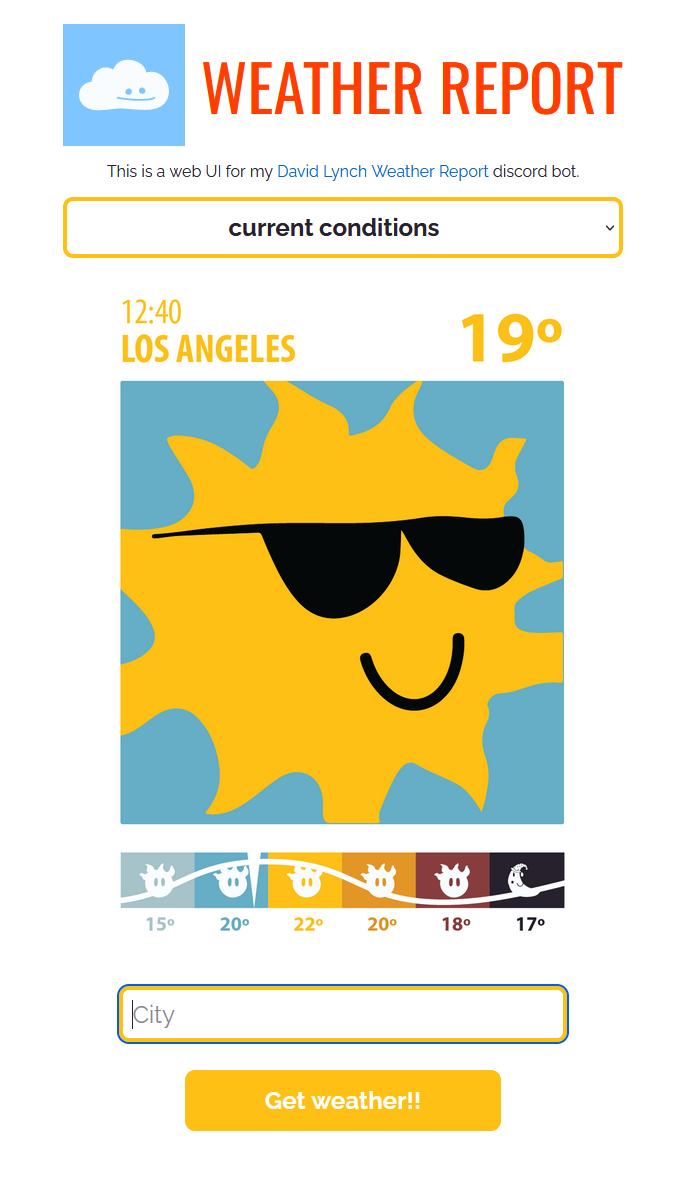 WEATHER REPORT
This is a web UI for my David Lynch Weather Report discord bot.
current conditions
12:40
LOS ANGELES
19º
15º 20º 22º 20º 18º 17º
City
Get weather!!